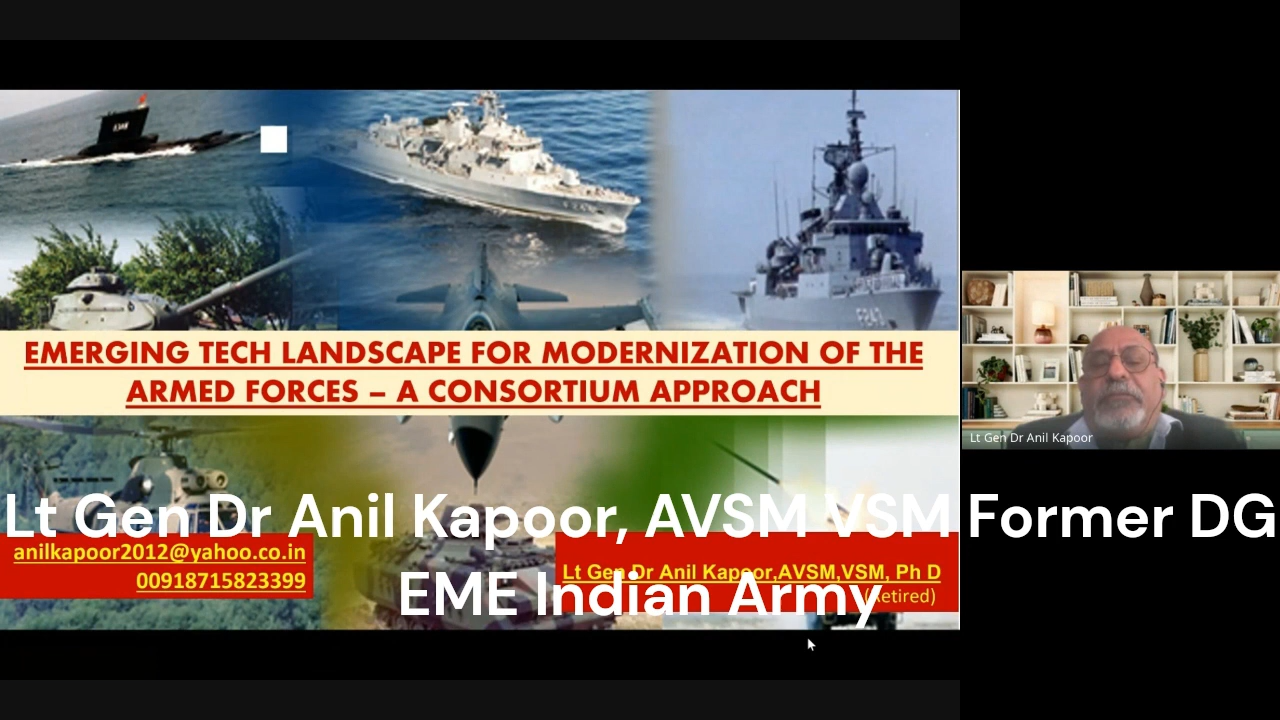 EMERGING TECH LANDSCAPE FOR MODERNIZATION OF THE
ARMED FORCES – A CONSORTIUM APPROACH
Lt Gen Dr Anil Kapoor
Lt Gen Dr Anil Kapoor, AVSM VSM Former DG
EME Indian Army
anilkapoor2012@yahoo.co.in
00918715823399
Lt Gen Dr Anil Kapoor,AVSM,VSM, Ph D
(Retired)